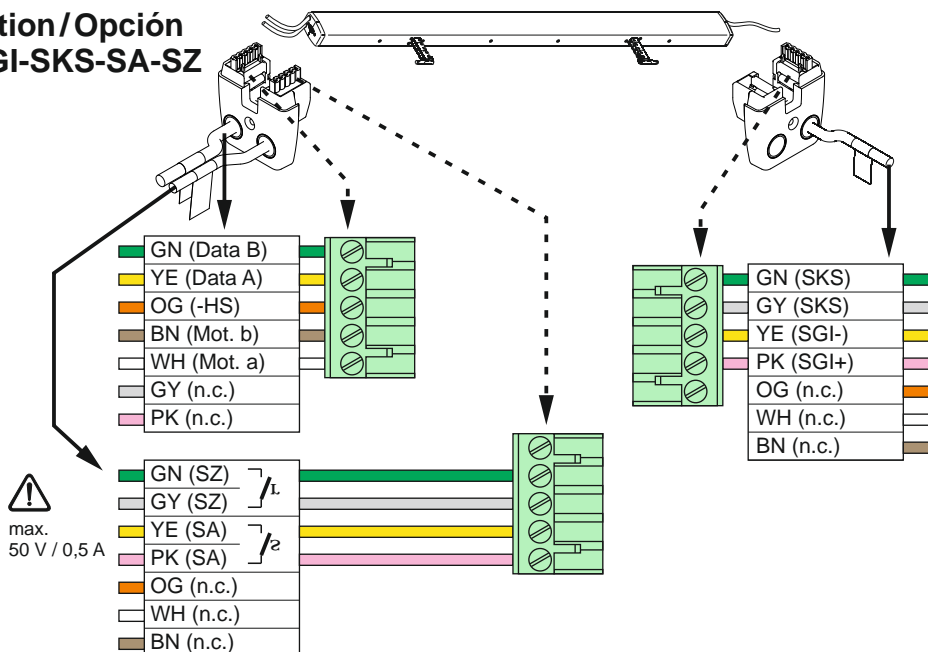 tion/Opción
GI-SKS-SA-SZ
GN (Data B)
YE (Data A)
OG (-HS)
BN (Mot. b)
WH (Mot. a)
GY (n.c.)
PK (n.c.)
GN (SKS)
GY (SKS)
YE (SGI-)
PK (SGI+)
OG (n.c.)
WH (n.c.)
BN (n.c.)
max.
50 V / 0,5 A
GN (SZ)
GY (SZ)
YE (SA)
PK (SA)
OG (n.c.)
WH (n.c.)
BN (n.c.)